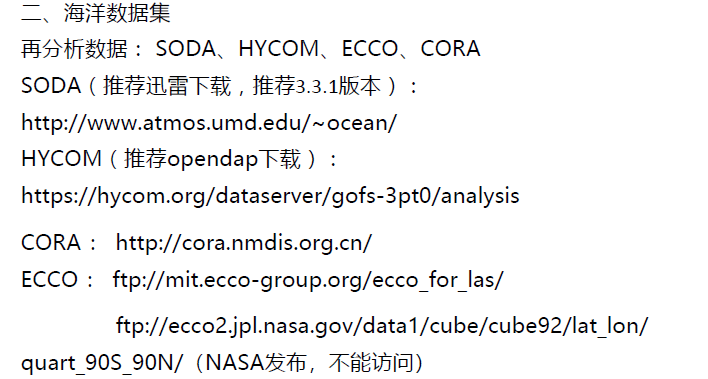 二、海洋数据集
再分析数据： SODA、HYCOM、ECCO、CORA
SODA（推荐迅雷下载，推荐3.3.1版本）：
http://www.atmos.umd.edu/~ocean/
HYCOM（推荐opendap下载）：
https://hycom.org/dataserver/gofs-3pt0/analysis
CORA： http://cora.nmdis.org.cn/
ECCO： ftp://mit.ecco-group.org/ecco_for_las/
ftp://ecco2.jpl.nasa.gov/data1/cube/cube92/lat_lon/
quart_90S_90N/（NASA发布，不能访问）